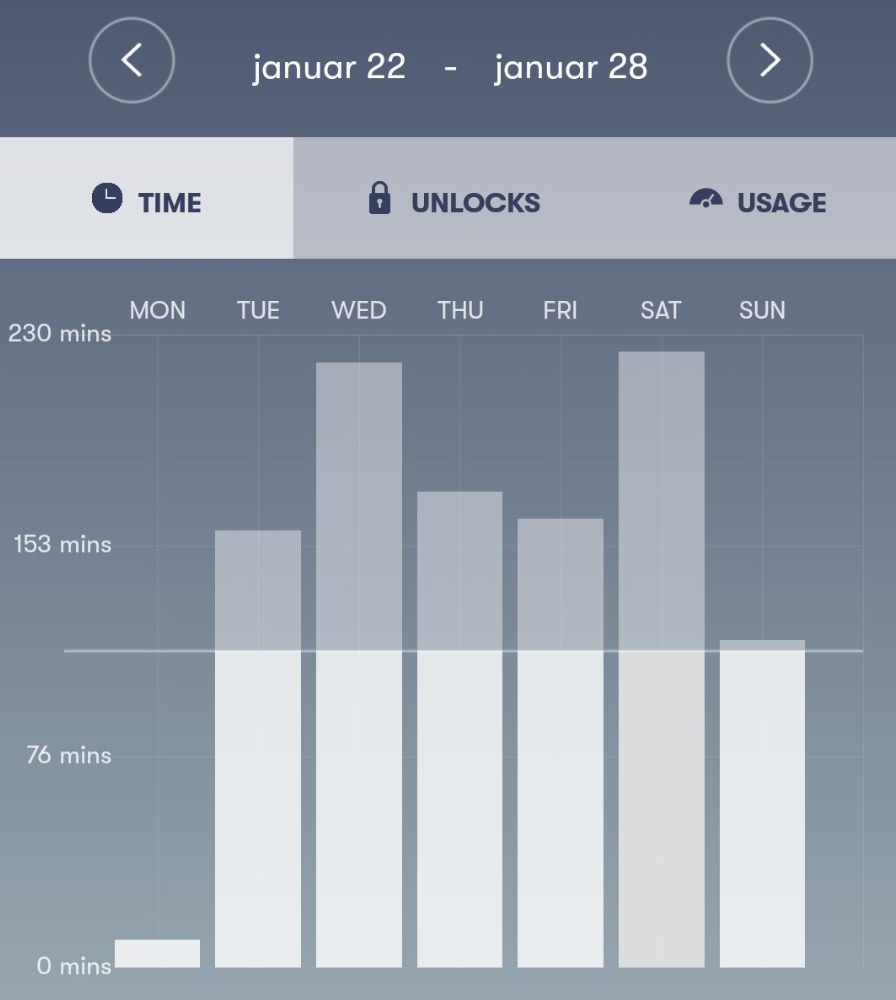 januar 22 - januar 28
TIME UNLOCKS USAGE
MON TUE WED THU FRI SAT SUN
230 mins
153 mins
76 mins
0 mins